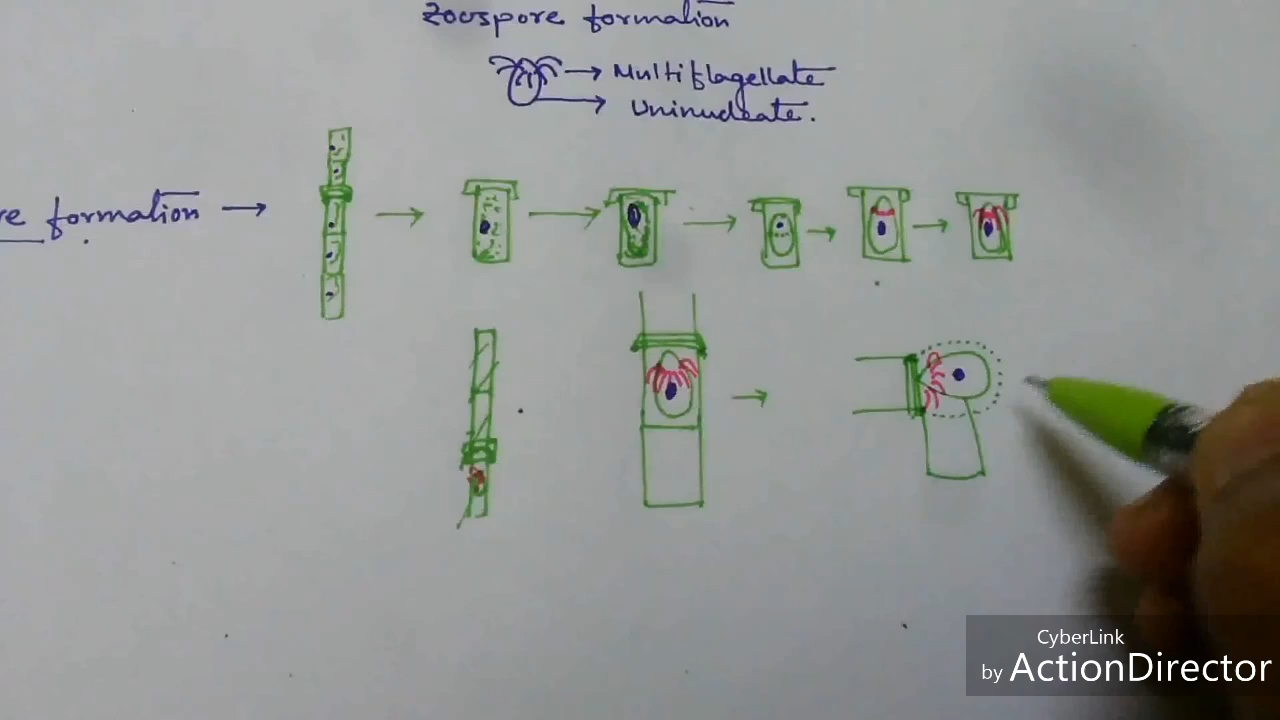 Zoospore formation
Multiflagellate
Uninucleate.
re formation
CyberLink
by ActionDirector